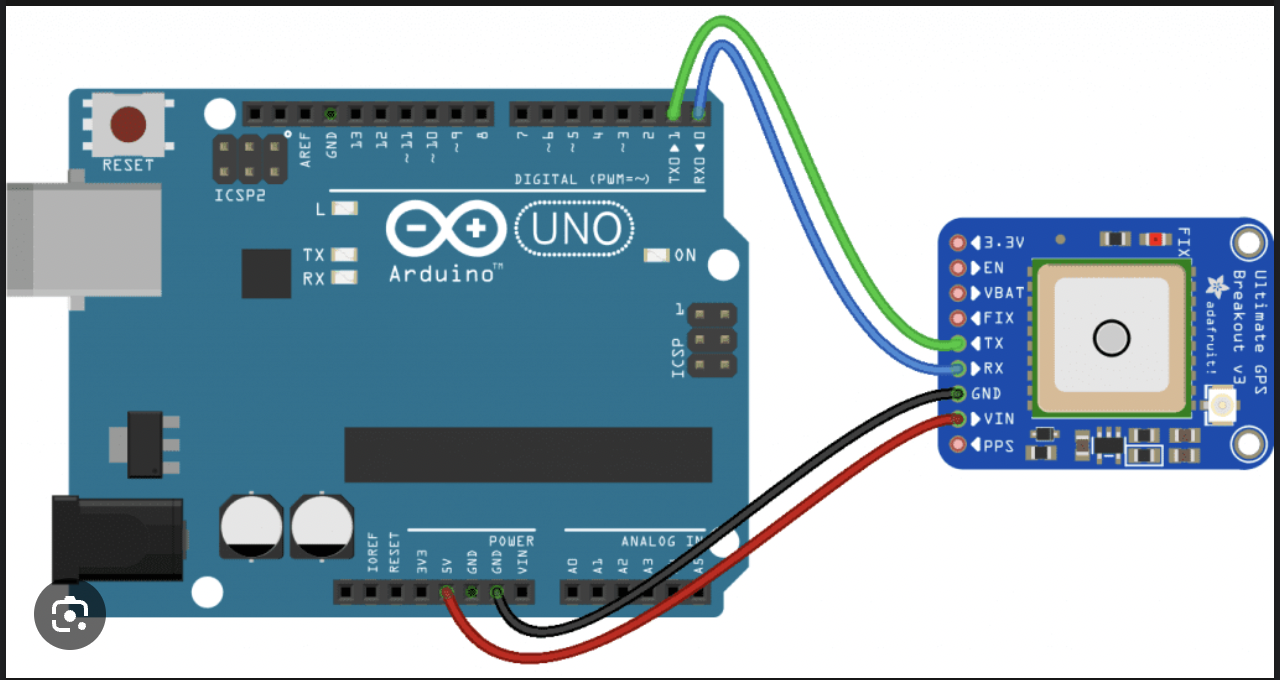 RESET
ICSP2
AREF
GND
13
12
~11
~10
~9
8
7
~6
~5
4
~3
2
TX0▶1
RX0◀0
DIGITAL (PWM=~)
L
TX
RX
Arduino™
UNO
ON
1
ICSP
IOREF
RESET
3V3
5V
GND
GND
VIN
POWER
ANALOG IN
A0
A1
A2
A3
A5
3.3V
EN
VBAT
FIX
TX
RX
GND
VIN
PPS
FIX
adafruit!
Ultimate GPS
Breakout v3